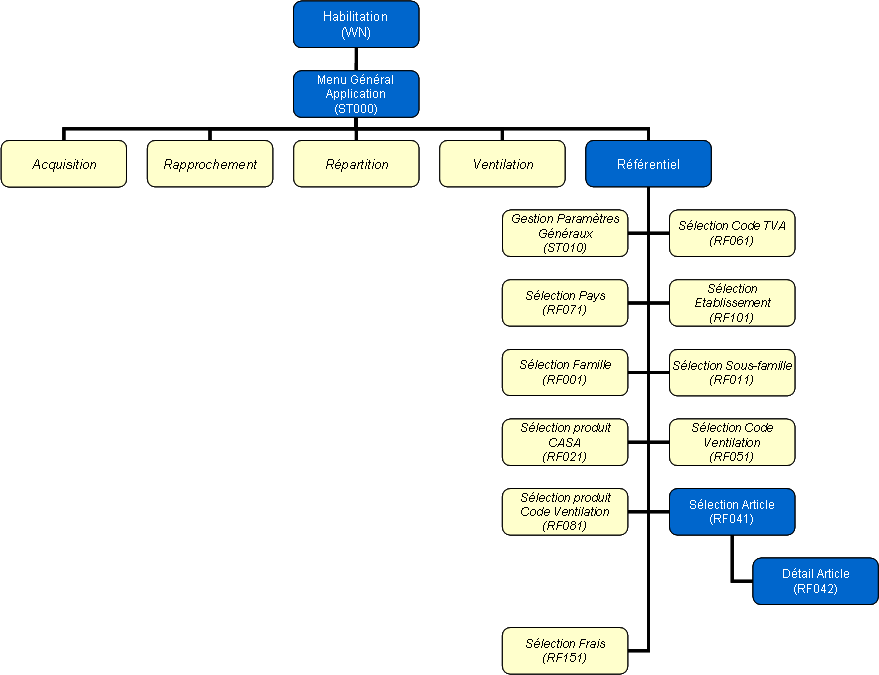 Habilitation
(WN)
Menu Général
Application
(ST000)
Acquisition
Rapprochement
Répartition
Ventilation
Référentiel
Gestion Paramètres
Généraux
(ST010)
Sélection Code TVA
(RF061)
Sélection Pays
(RF071)
Sélection
Etablissement
(RF101)
Sélection Famille
(RF001)
Sélection Sous-famille
(RF011)
Sélection produit
CASA
(RF021)
Sélection Code
Ventilation
(RF051)
Sélection produit
Code Ventilation
(RF081)
Sélection Article
(RF041)
Détail Article
(RF042)
Sélection Frais
(RF151)